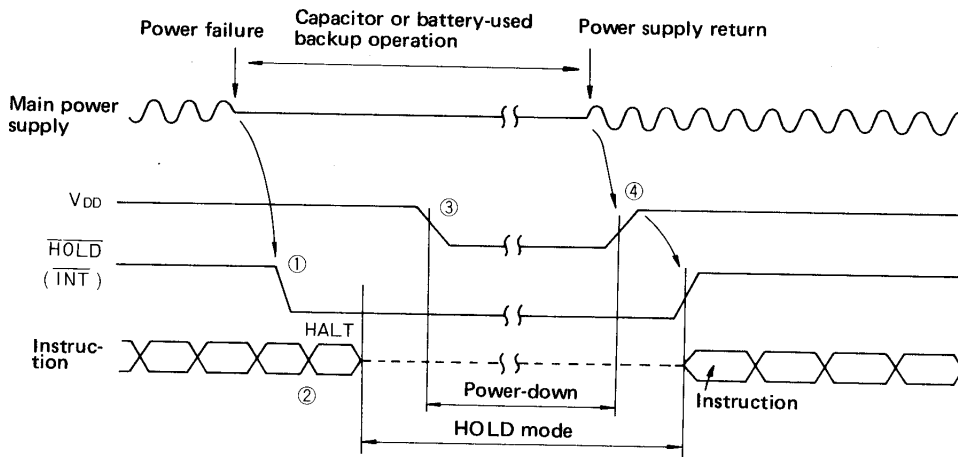 Capacitor or battery-used
backup operation
Power failure
Power supply return
Main power
supply
VDD
③
④
HOLD
(INT)
①
HALT
Instruc-
tion
②
Power-down
Instruction
HOLD mode